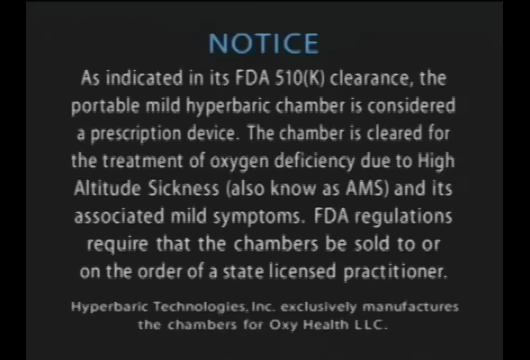 NOTICE
As indicated in its FDA 510(K) clearance, the
portable mild hyperbaric chamber is considered
a prescription device. The chamber is cleared for
the treatment of oxygen deficiency due to High
Altitude Sickness (also know as AMS) and its
associated mild symptoms. FDA regulations
require that the chambers be sold to or
on the order of a state licensed practitioner.
Hyperbaric Technologies, Inc. exclusively manufactures
the chambers for Oxy Health LLC.